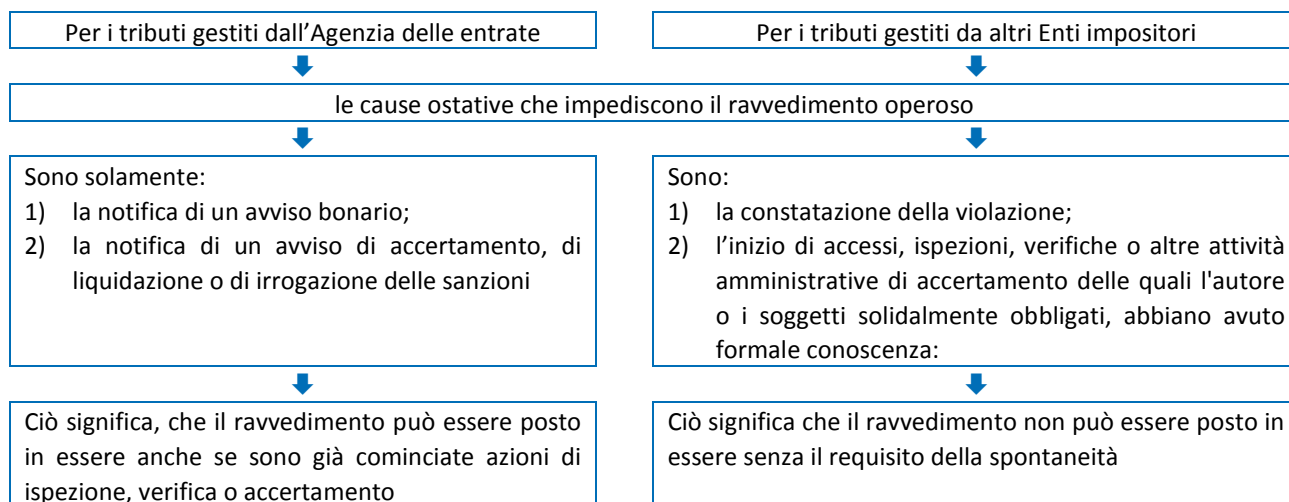 Per i tributi gestiti dall’Agenzia delle entrate
Per i tributi gestiti da altri Enti impositori
le cause ostative che impediscono il ravvedimento operoso
Sono solamente:
1) la notifica di un avviso bonario;
2) la notifica di un avviso di accertamento, di
liquidazione o di irrogazione delle sanzioni
Sono:
1) la constatazione della violazione;
2) l’inizio di accessi, ispezioni, verifiche o altre attività
amministrative di accertamento delle quali l'autore
o i soggetti solidalmente obbligati, abbiano avuto
formale conoscenza:
Ciò significa, che il ravvedimento può essere posto
in essere anche se sono già cominciate azioni di
ispezione, verifica o accertamento
Ciò significa che il ravvedimento non può essere posto in
essere senza il requisito della spontaneità